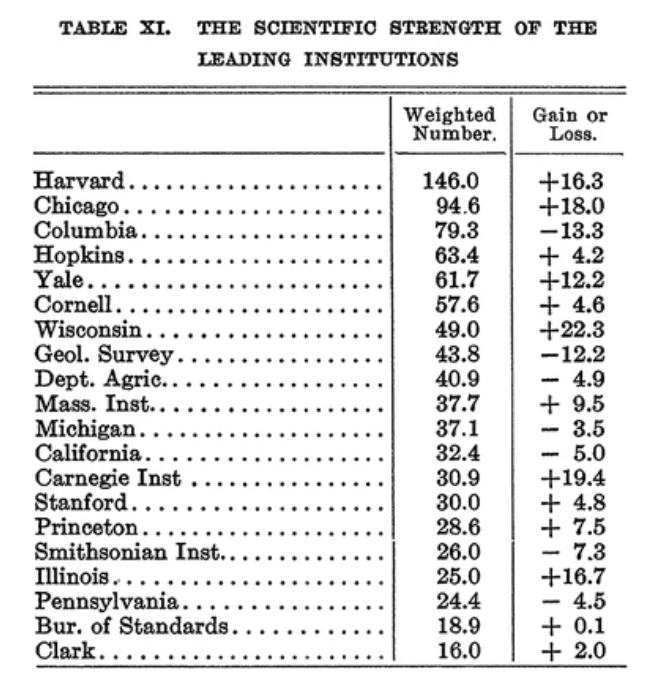 TABLE XI. THE SCIENTIFIC STRENGTH OF THE
LEADING INSTITUTIONS
Weighted Number. Gain or Loss.
Harvard 146.0 +16.3
Chicago 94.6 +18.0
Columbia 79.3 −13.3
Hopkins 63.4 + 4.2
Yale 61.7 +12.2
Cornell 57.6 + 4.6
Wisconsin 49.0 +22.3
Geol. Survey 43.8 −12.2
Dept. Agric. 40.9 − 4.9
Mass. Inst. 37.7 + 9.5
Michigan 37.1 − 3.5
California 32.4 − 5.0
Carnegie Inst 30.9 +19.4
Stanford 30.0 + 4.8
Princeton 28.6 + 7.5
Smithsonian Inst. 26.0 − 7.3
Illinois 25.0 +16.7
Pennsylvania 24.4 − 4.5
Bur. of Standards 18.9 + 0.1
Clark 16.0 + 2.0